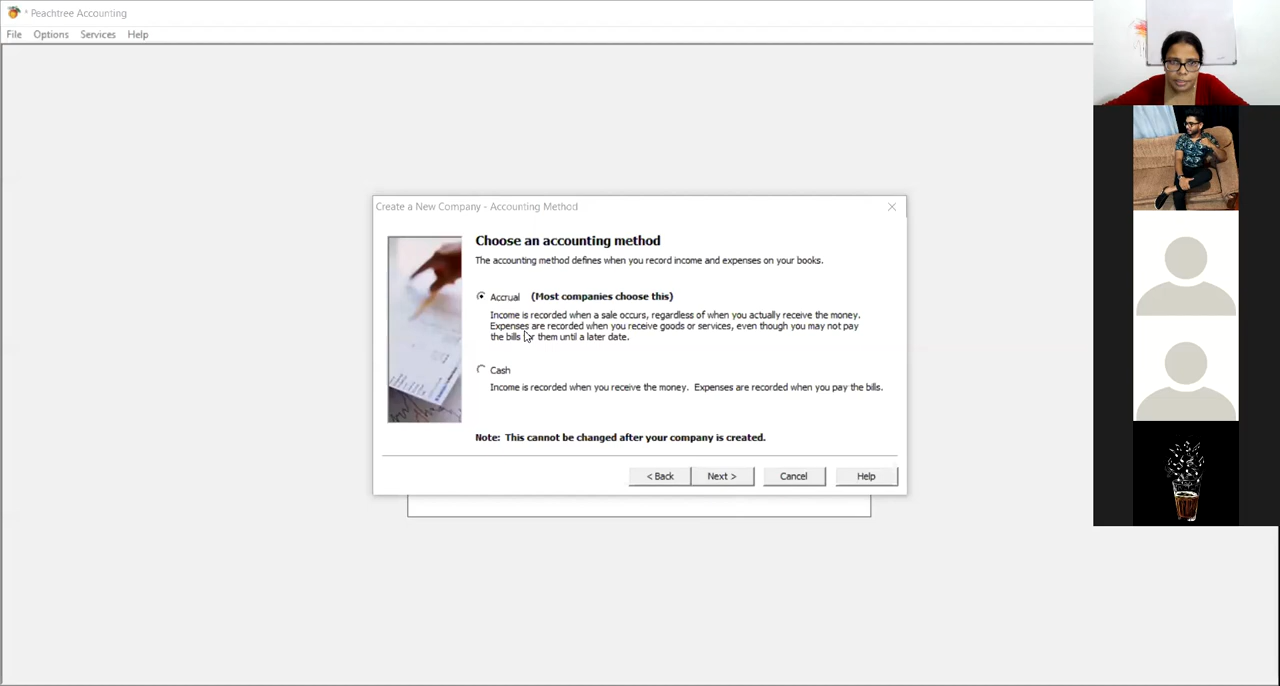 * Peachtree Accounting
File Options Services Help
Create a New Company - Accounting Method
Choose an accounting method
The accounting method defines when you record income and expenses on your books.
Accrual (Most companies choose this)
Income is recorded when a sale occurs, regardless of when you actually receive the money.
Expenses are recorded when you receive goods or services, even though you may not pay
the bills for them until a later date.
Cash
Income is recorded when you receive the money. Expenses are recorded when you pay the bills.
Note: This cannot be changed after your company is created.
< Back Next > Cancel Help